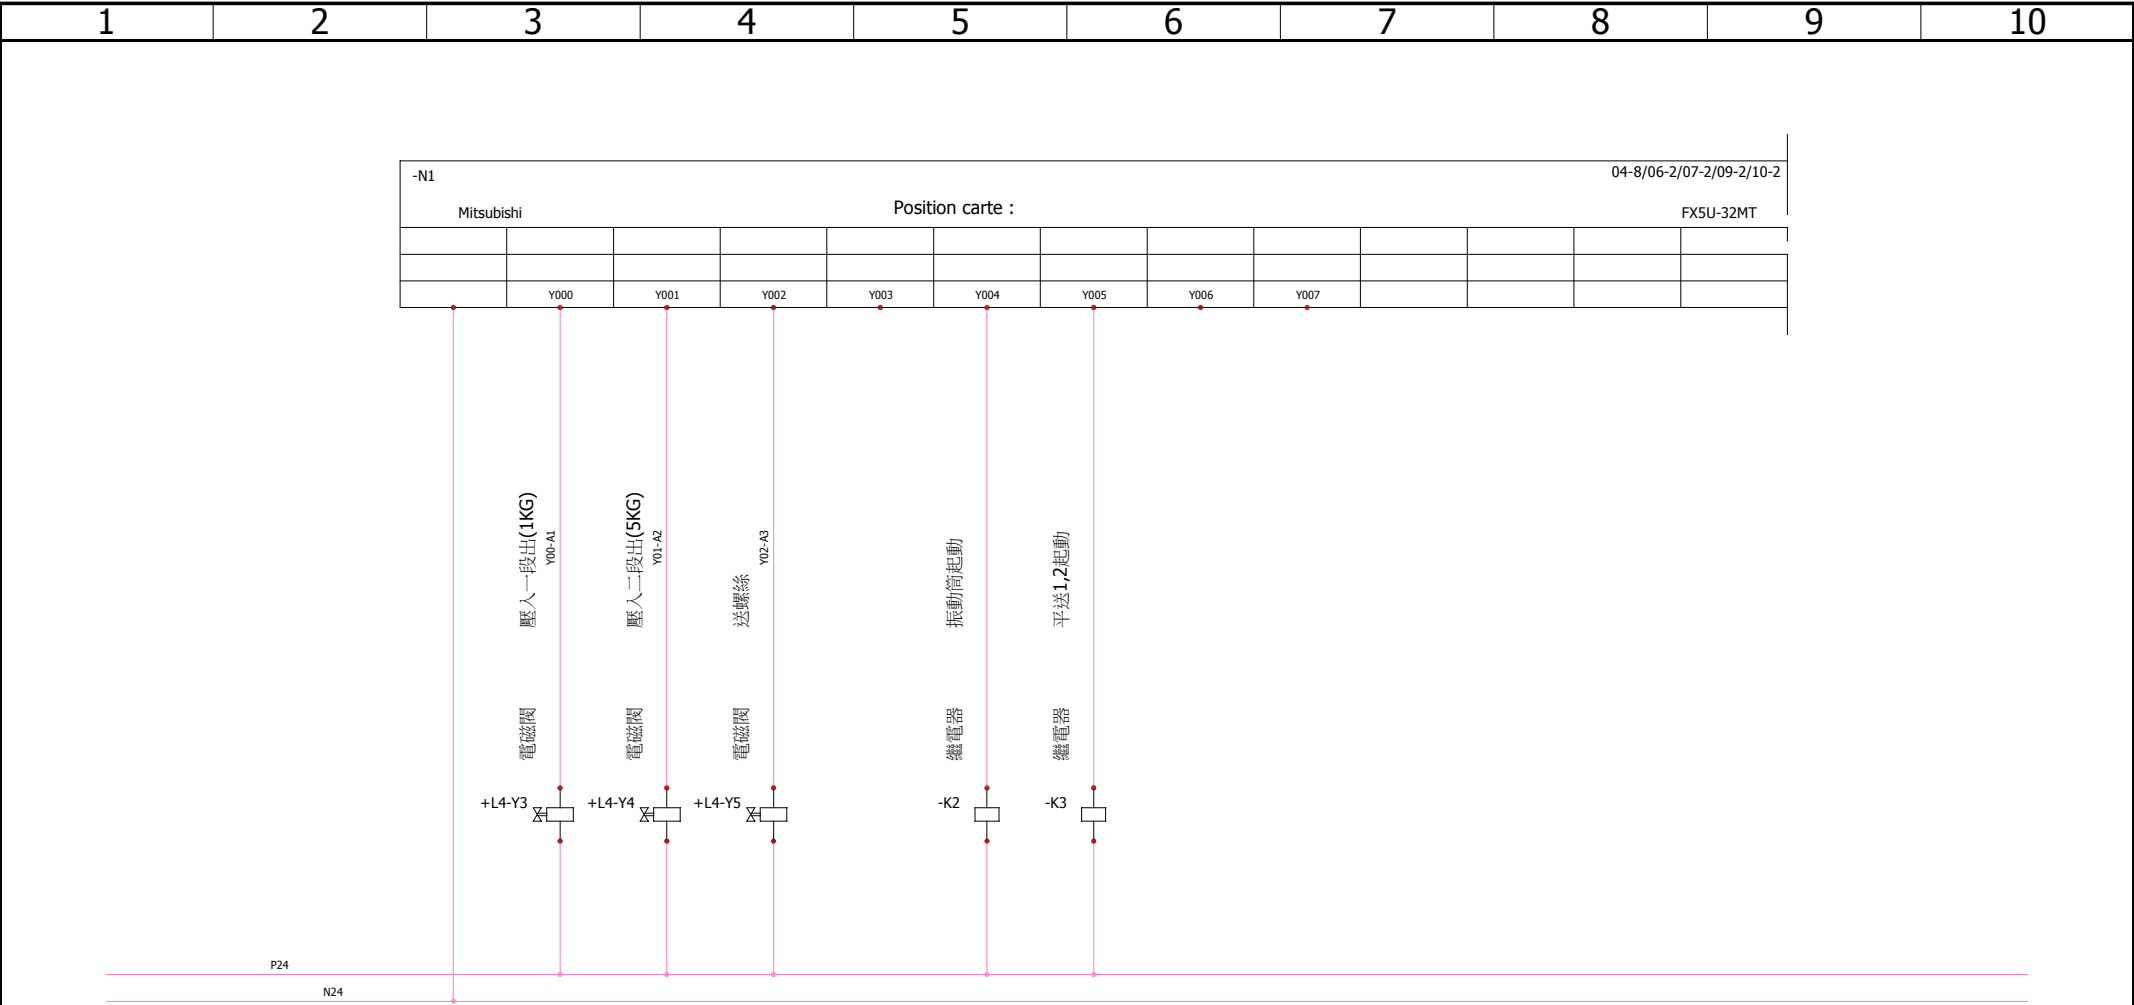 1 2 3 4 5 6 7 8 9 10
-N1 04-8/06-2/07-2/09-2/10-2
Mitsubishi Position carte : FX5U-32MT
Y000 Y001 Y002 Y003 Y004 Y005 Y006 Y007
壓入一段出(1KG)
Y00-A1
壓入二段出(5KG)
Y01-A2
送螺絲
Y02-A3
振動筒起動
平送1,2起動
電磁閥
電磁閥
電磁閥
繼電器
繼電器
+L4-Y3 +L4-Y4 +L4-Y5 -K2 -K3
P24
N24